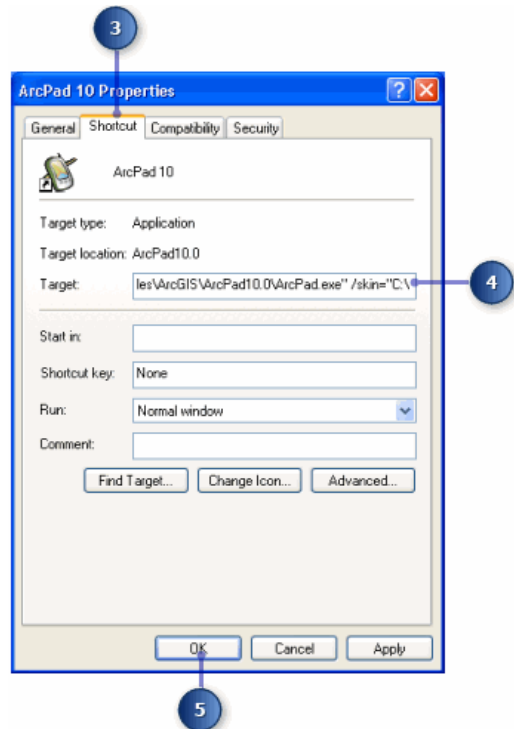 3
ArcPad 10 Properties
General Shortcut Compatibility Security
ArcPad 10
Target type: Application
Target location: ArcPad10.0
Target: les\ArcGIS\ArcPad10.0\ArcPad.exe" /skin="C:\
4
Start in:
Shortcut key: None
Run: Normal window
Comment:
Find Target... Change Icon... Advanced...
OK Cancel Apply
5